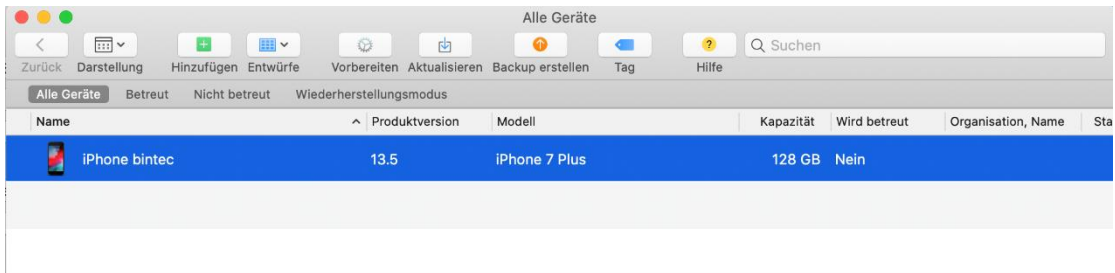 Alle Geräte
Suchen
Zurück Darstellung Hinzufügen Entwürfe Vorbereiten Aktualisieren Backup erstellen Tag Hilfe
Alle Geräte Betreut Nicht betreut Wiederherstellungsmodus
Name Produktversion Modell Kapazität Wird betreut Organisation, Name Sta
iPhone bintec 13.5 iPhone 7 Plus 128 GB Nein